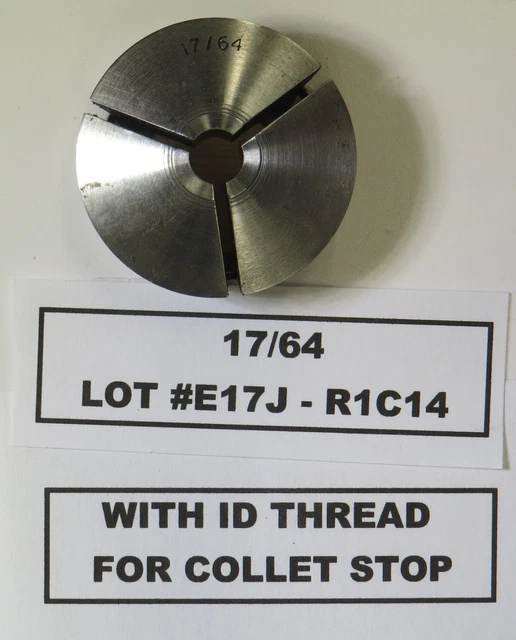 17/64
17/64
LOT #E17J - R1C14
WITH ID THREAD
FOR COLLET STOP